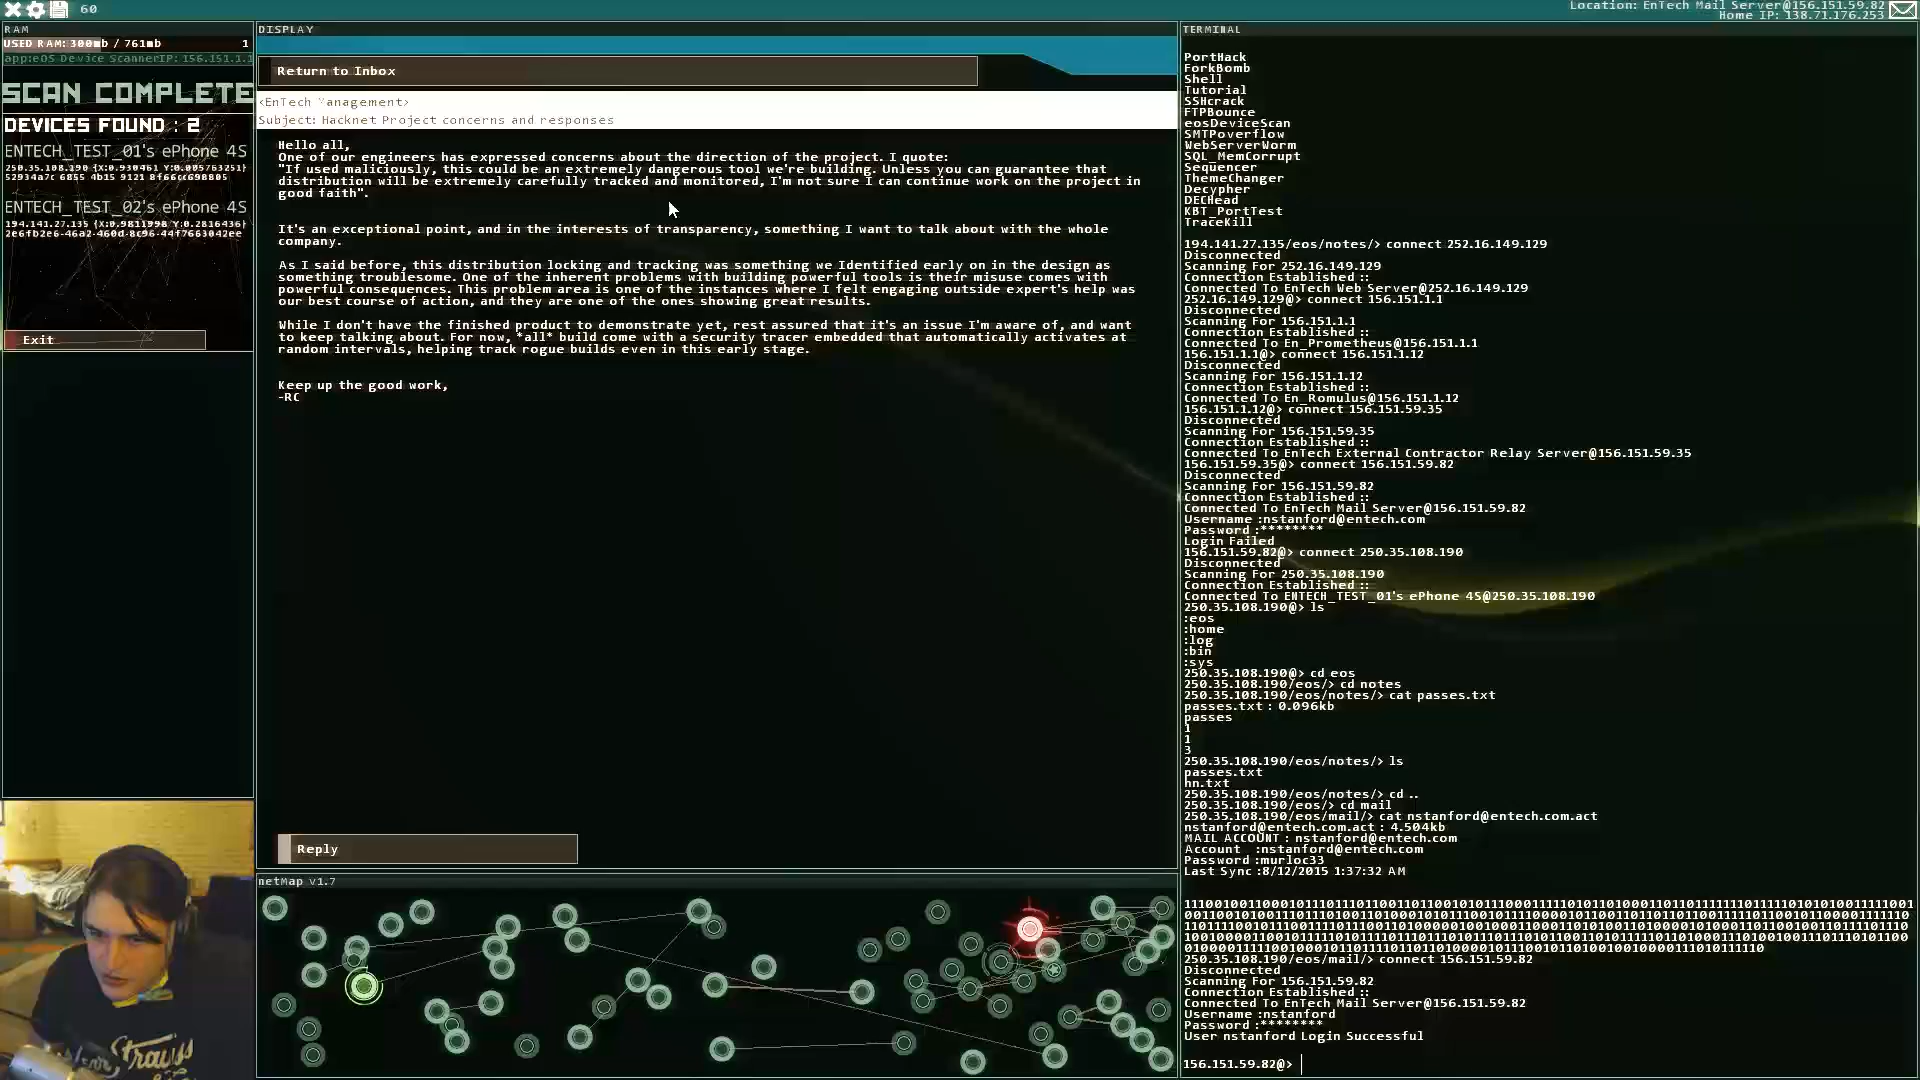 60
Location: EnTech Mail Server@156.151.59.82
Home IP: 138.71.176.253
RAM
USED RAM: 300mb / 761mb 1
app:eOS Device Scanner IP: 156.151.1.1
SCAN COMPLETE
DEVICES FOUND : 2
ENTECH_TEST_01's ePhone 4S
ENTECH_TEST_02's ePhone 4S
Exit
DISPLAY
Return to Inbox
<EnTech Management>
Subject: Hacknet Project concerns and responses
Hello all,
One of our engineers has expressed concerns about the direction of the project. I quote:
"If used maliciously, this could be an extremely dangerous tool we're building. Unless you can guarantee that
distribution will be extremely carefully tracked and monitored, I'm not sure I can continue work on the project in
good faith".
It's an exceptional point, and in the interests of transparency, something I want to talk about with the whole
company.
As I said before, this distribution locking and tracking was something we Identified early on in the design as
something troublesome. One of the inherent problems with building powerful tools is their misuse comes with
powerful consequences. This problem area is one of the instances where I felt engaging outside expert's help was
our best course of action, and they are one of the ones showing great results.
While I don't have the finished product to demonstrate yet, rest assured that it's an issue I'm aware of, and want
to keep talking about. For now, *all* build come with a security tracer embedded that automatically activates at
random intervals, helping track rogue builds even in this early stage.
Keep up the good work,
-RC
Reply
netMap v1.7
TERMINAL
PortHack
ForkBomb
Shell
Tutorial
SSHcrack
FTPBounce
eosDeviceScan
SMTPoverflow
WebServerWorm
SQL_MemCorrupt
Sequencer
ThemeChanger
Decypher
DECHead
KBT_PortTest
TraceKill
194.141.27.135/eos/notes/> connect 252.16.149.129
Disconnected
Scanning For 252.16.149.129
Connection Established ::
Connected To EnTech Web Server@252.16.149.129
252.16.149.129@> connect 156.151.1.1
Disconnected
Scanning For 156.151.1.1
Connection Established ::
Connected To En_Prometheus@156.151.1.1
156.151.1.1@> connect 156.151.1.12
Disconnected
Scanning For 156.151.1.12
Connection Established ::
Connected To En_Romulus@156.151.1.12
156.151.1.12@> connect 156.151.59.35
Disconnected
Scanning For 156.151.59.35
Connection Established ::
Connected To EnTech External Contractor Relay Server@156.151.59.35
156.151.59.35@> connect 156.151.59.82
Disconnected
Scanning For 156.151.59.82
Connection Established ::
Connected To EnTech Mail Server@156.151.59.82
Username :nstanford@entech.com
Password :********
Login Failed
156.151.59.82@> connect 250.35.108.190
Disconnected
Scanning For 250.35.108.190
Connection Established ::
Connected To ENTECH_TEST_01's ePhone 4S@250.35.108.190
250.35.108.190@> ls
:eos
:home
:log
:bin
:sys
250.35.108.190@> cd eos
250.35.108.190/eos/> cd notes
250.35.108.190/eos/notes/> cat passes.txt
passes.txt : 0.096kb
passes
1
1
3
250.35.108.190/eos/notes/> ls
passes.txt
hn.txt
250.35.108.190/eos/notes/> cd ..
250.35.108.190/eos/> cd mail
250.35.108.190/eos/mail/> cat nstanford@entech.com.act
nstanford@entech.com.act : 4.504kb
MAIL ACCOUNT : nstanford@entech.com
Account :nstanford@entech.com
Password :murloc33
Last Sync :8/12/2015 1:37:32 AM
250.35.108.190/eos/mail/> connect 156.151.59.82
Disconnected
Scanning For 156.151.59.82
Connection Established ::
Connected To EnTech Mail Server@156.151.59.82
Username :nstanford
Password :********
User nstanford Login Successful
156.151.59.82@>